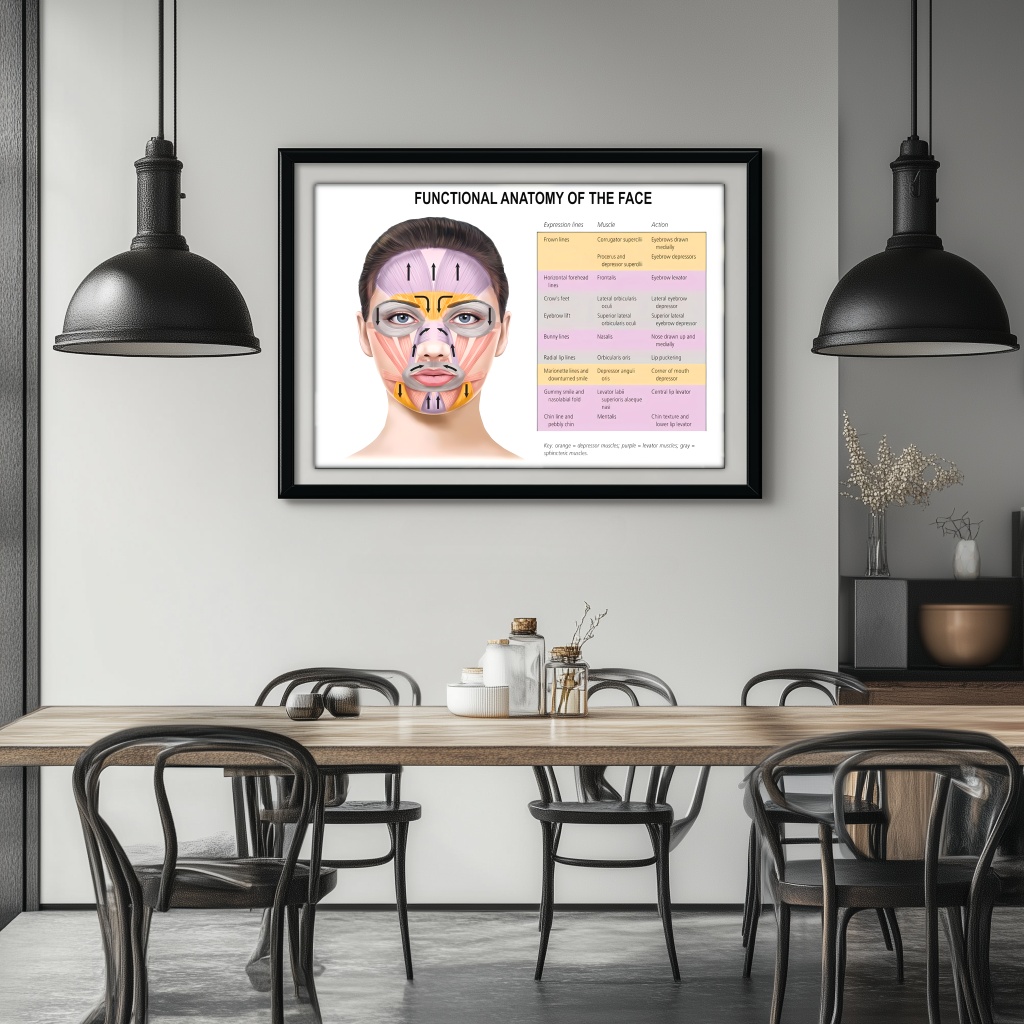 FUNCTIONAL ANATOMY OF THE FACE
Expression lines Muscle Action
Frown lines Corrugator supercilii Eyebrows drawn
medially
Procerus and Eyebrow depressors
depressor supercilii
Horizontal forehead Frontalis Eyebrow levator
lines
Crow's feet Lateral orbicularis Lateral eyebrow
oculi depressor
Eyebrow lift Superior lateral Superior lateral
orbicularis oculi eyebrow depressor
Bunny lines Nasalis Nose drawn up and
medially
Radial lip lines Orbicularis oris Lip puckering
Marionette lines and Depressor anguli Corner of mouth
downturned smile oris depressor
Gummy smile and Levator labii Central lip levator
nasolabial fold superioris alaeque
nasi
Chin line and Mentalis Chin texture and
pebbly chin lower lip levator
Key: orange = depressor muscles; purple = levator muscles; gray =
sphincteric muscles.